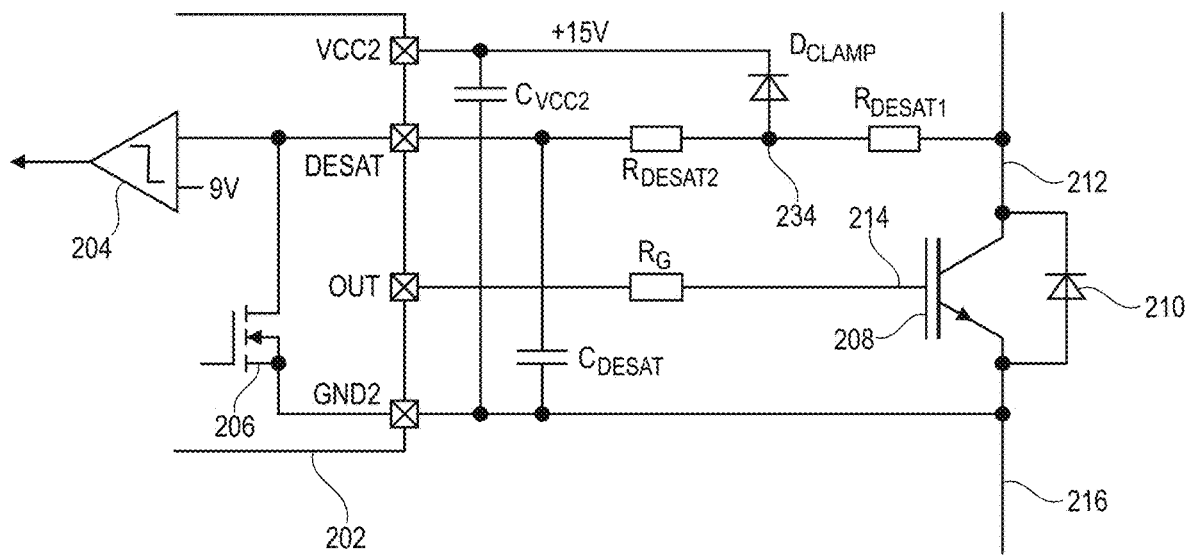 VCC2
+15V
DCLAMP
CVCC2
RDESAT1
DESAT
RDESAT2
9V
204
234
212
214
OUT
RG
208
210
CDESAT
GND2
206
202
216